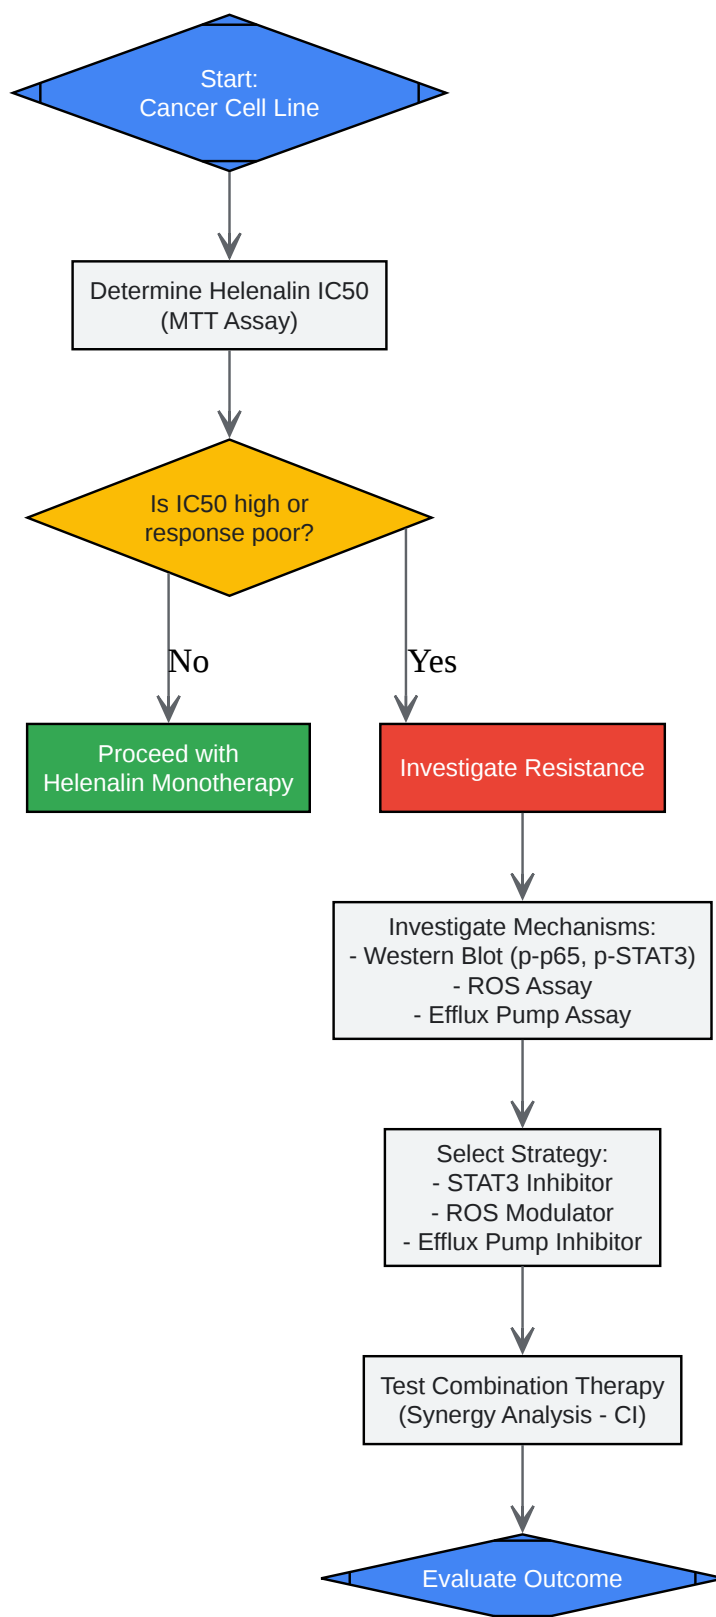 Start:
Cancer Cell Line
Determine Helenalin IC50
(MTT Assay)
Is IC50 high or
response poor?
No
Yes
Proceed with
Helenalin Monotherapy
Investigate Resistance
Investigate Mechanisms:
- Western Blot (p-p65, p-STAT3)
- ROS Assay
- Efflux Pump Assay
Select Strategy:
- STAT3 Inhibitor
- ROS Modulator
- Efflux Pump Inhibitor
Test Combination Therapy
(Synergy Analysis - CI)
Evaluate Outcome